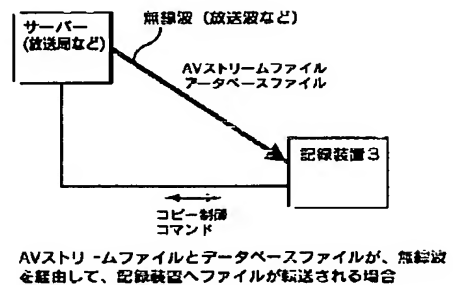 サーバー
(放送局など)
無線波 (放送波など)
AVストリームファイル
データベースファイル
記録装置3
コピー制御
コマンド
AVストリームファイルとデータベースファイルが、無線波
を経由して、記録装置へファイルが転送される場合